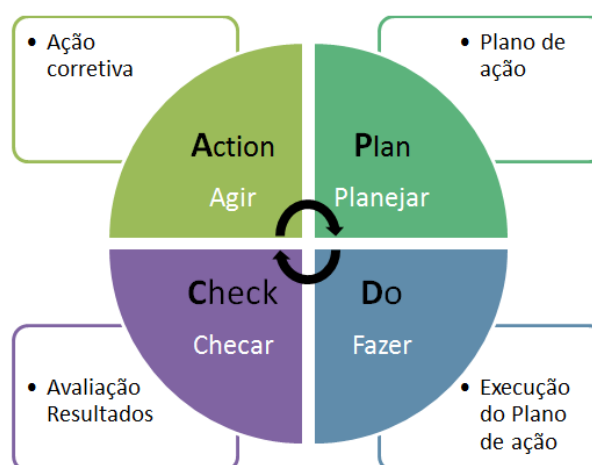 • Ação
corretiva
• Plano de
ação
Action
Agir
Plan
Planejar
Check
Checar
Do
Fazer
• Avaliação
Resultados
• Execução
do Plano
de ação